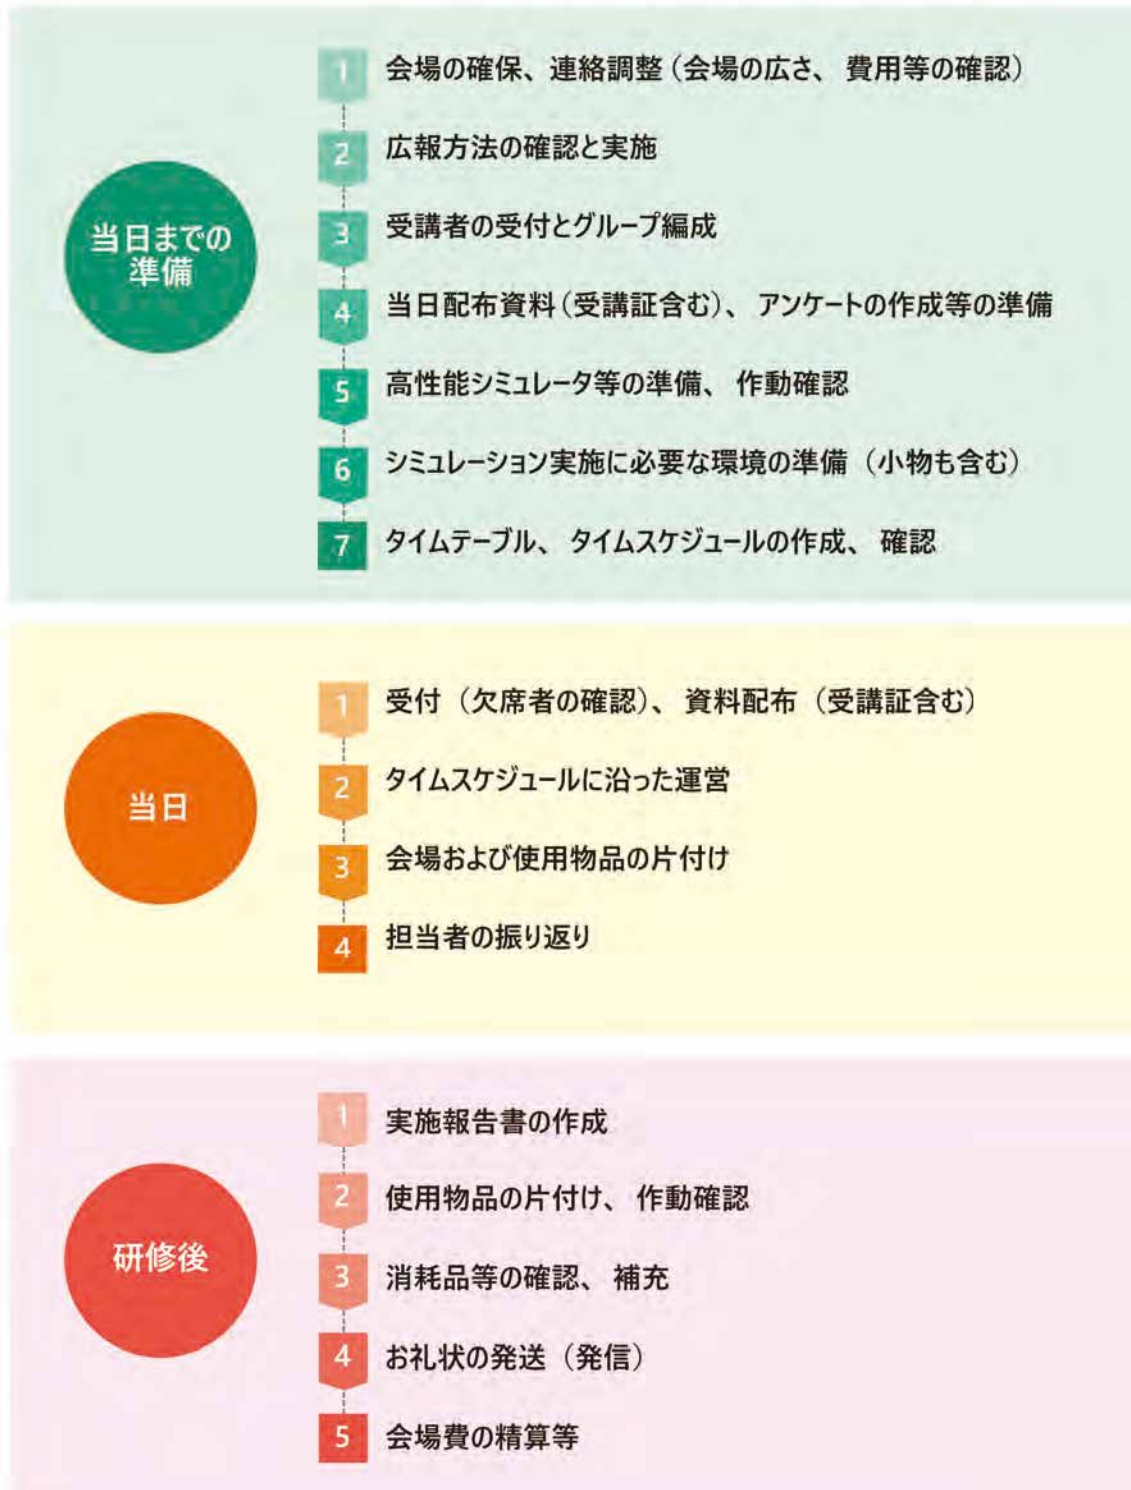 当日までの
準備
1
会場の確保、連絡調整（会場の広さ、費用等の確認）
2
広報方法の確認と実施
3
受講者の受付とグループ編成
4
当日配布資料（受講証含む）、アンケートの作成等の準備
5
高性能シミュレータ等の準備、作動確認
6
シミュレーション実施に必要な環境の準備（小物も含む）
7
タイムテーブル、タイムスケジュールの作成、確認
当日
1
受付（欠席者の確認）、資料配布（受講証含む）
2
タイムスケジュールに沿った運営
3
会場および使用物品の片付け
4
担当者の振り返り
研修後
1
実施報告書の作成
2
使用物品の片付け、作動確認
3
消耗品等の確認、補充
4
お礼状の発送（発信）
5
会場費の精算等